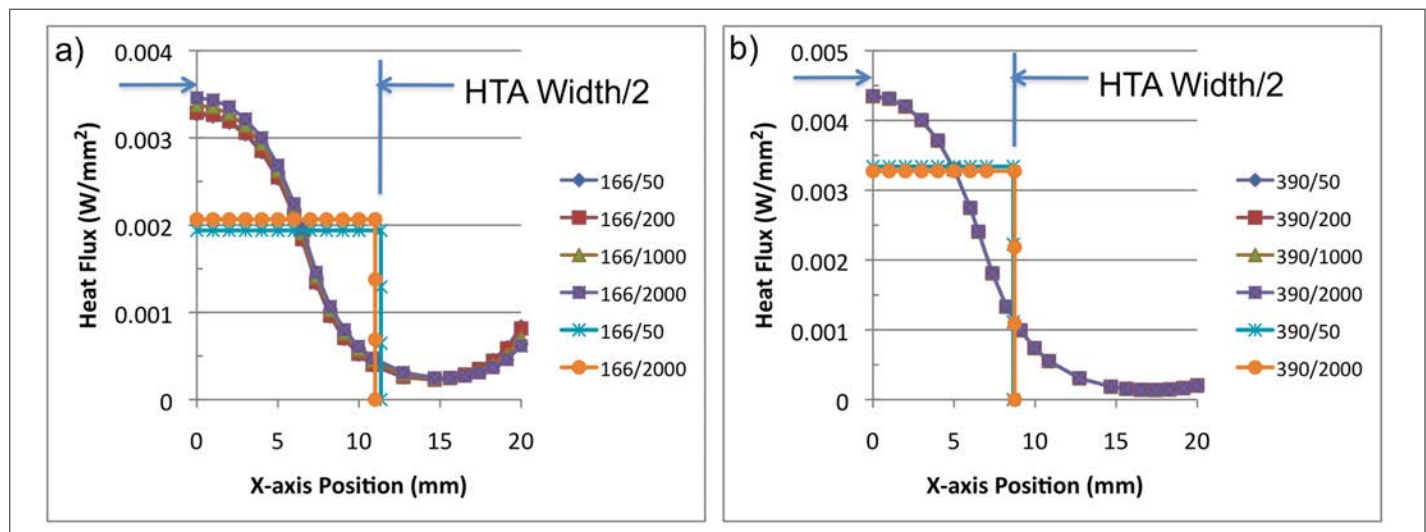 a)
0.004
0.003
0.002
0.001
0
Heat Flux (W/mm²)
HTA Width/2
166/50
166/200
166/1000
166/2000
166/50
166/2000
0 5 10 15 20
X-axis Position (mm)
b)
0.005
0.004
0.003
0.002
0.001
0
Heat Flux (W/mm²)
HTA Width/2
390/50
390/200
390/1000
390/2000
390/50
390/2000
0 5 10 15 20
X-axis Position (mm)